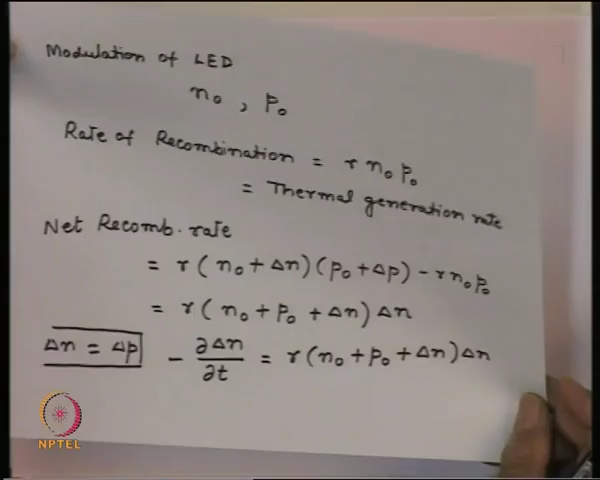 Modulation of LED
n₀ , p₀
Rate of Recombination = r n₀ p₀
= Thermal generation rate
Net Recomb. rate
= r ( n₀ + Δn ) ( p₀ + Δp ) - r n₀ p₀
= r ( n₀ + p₀ + Δn ) Δn
Δn = Δp - ∂Δn/∂t = r ( n₀ + p₀ + Δn ) Δn
NPTEL